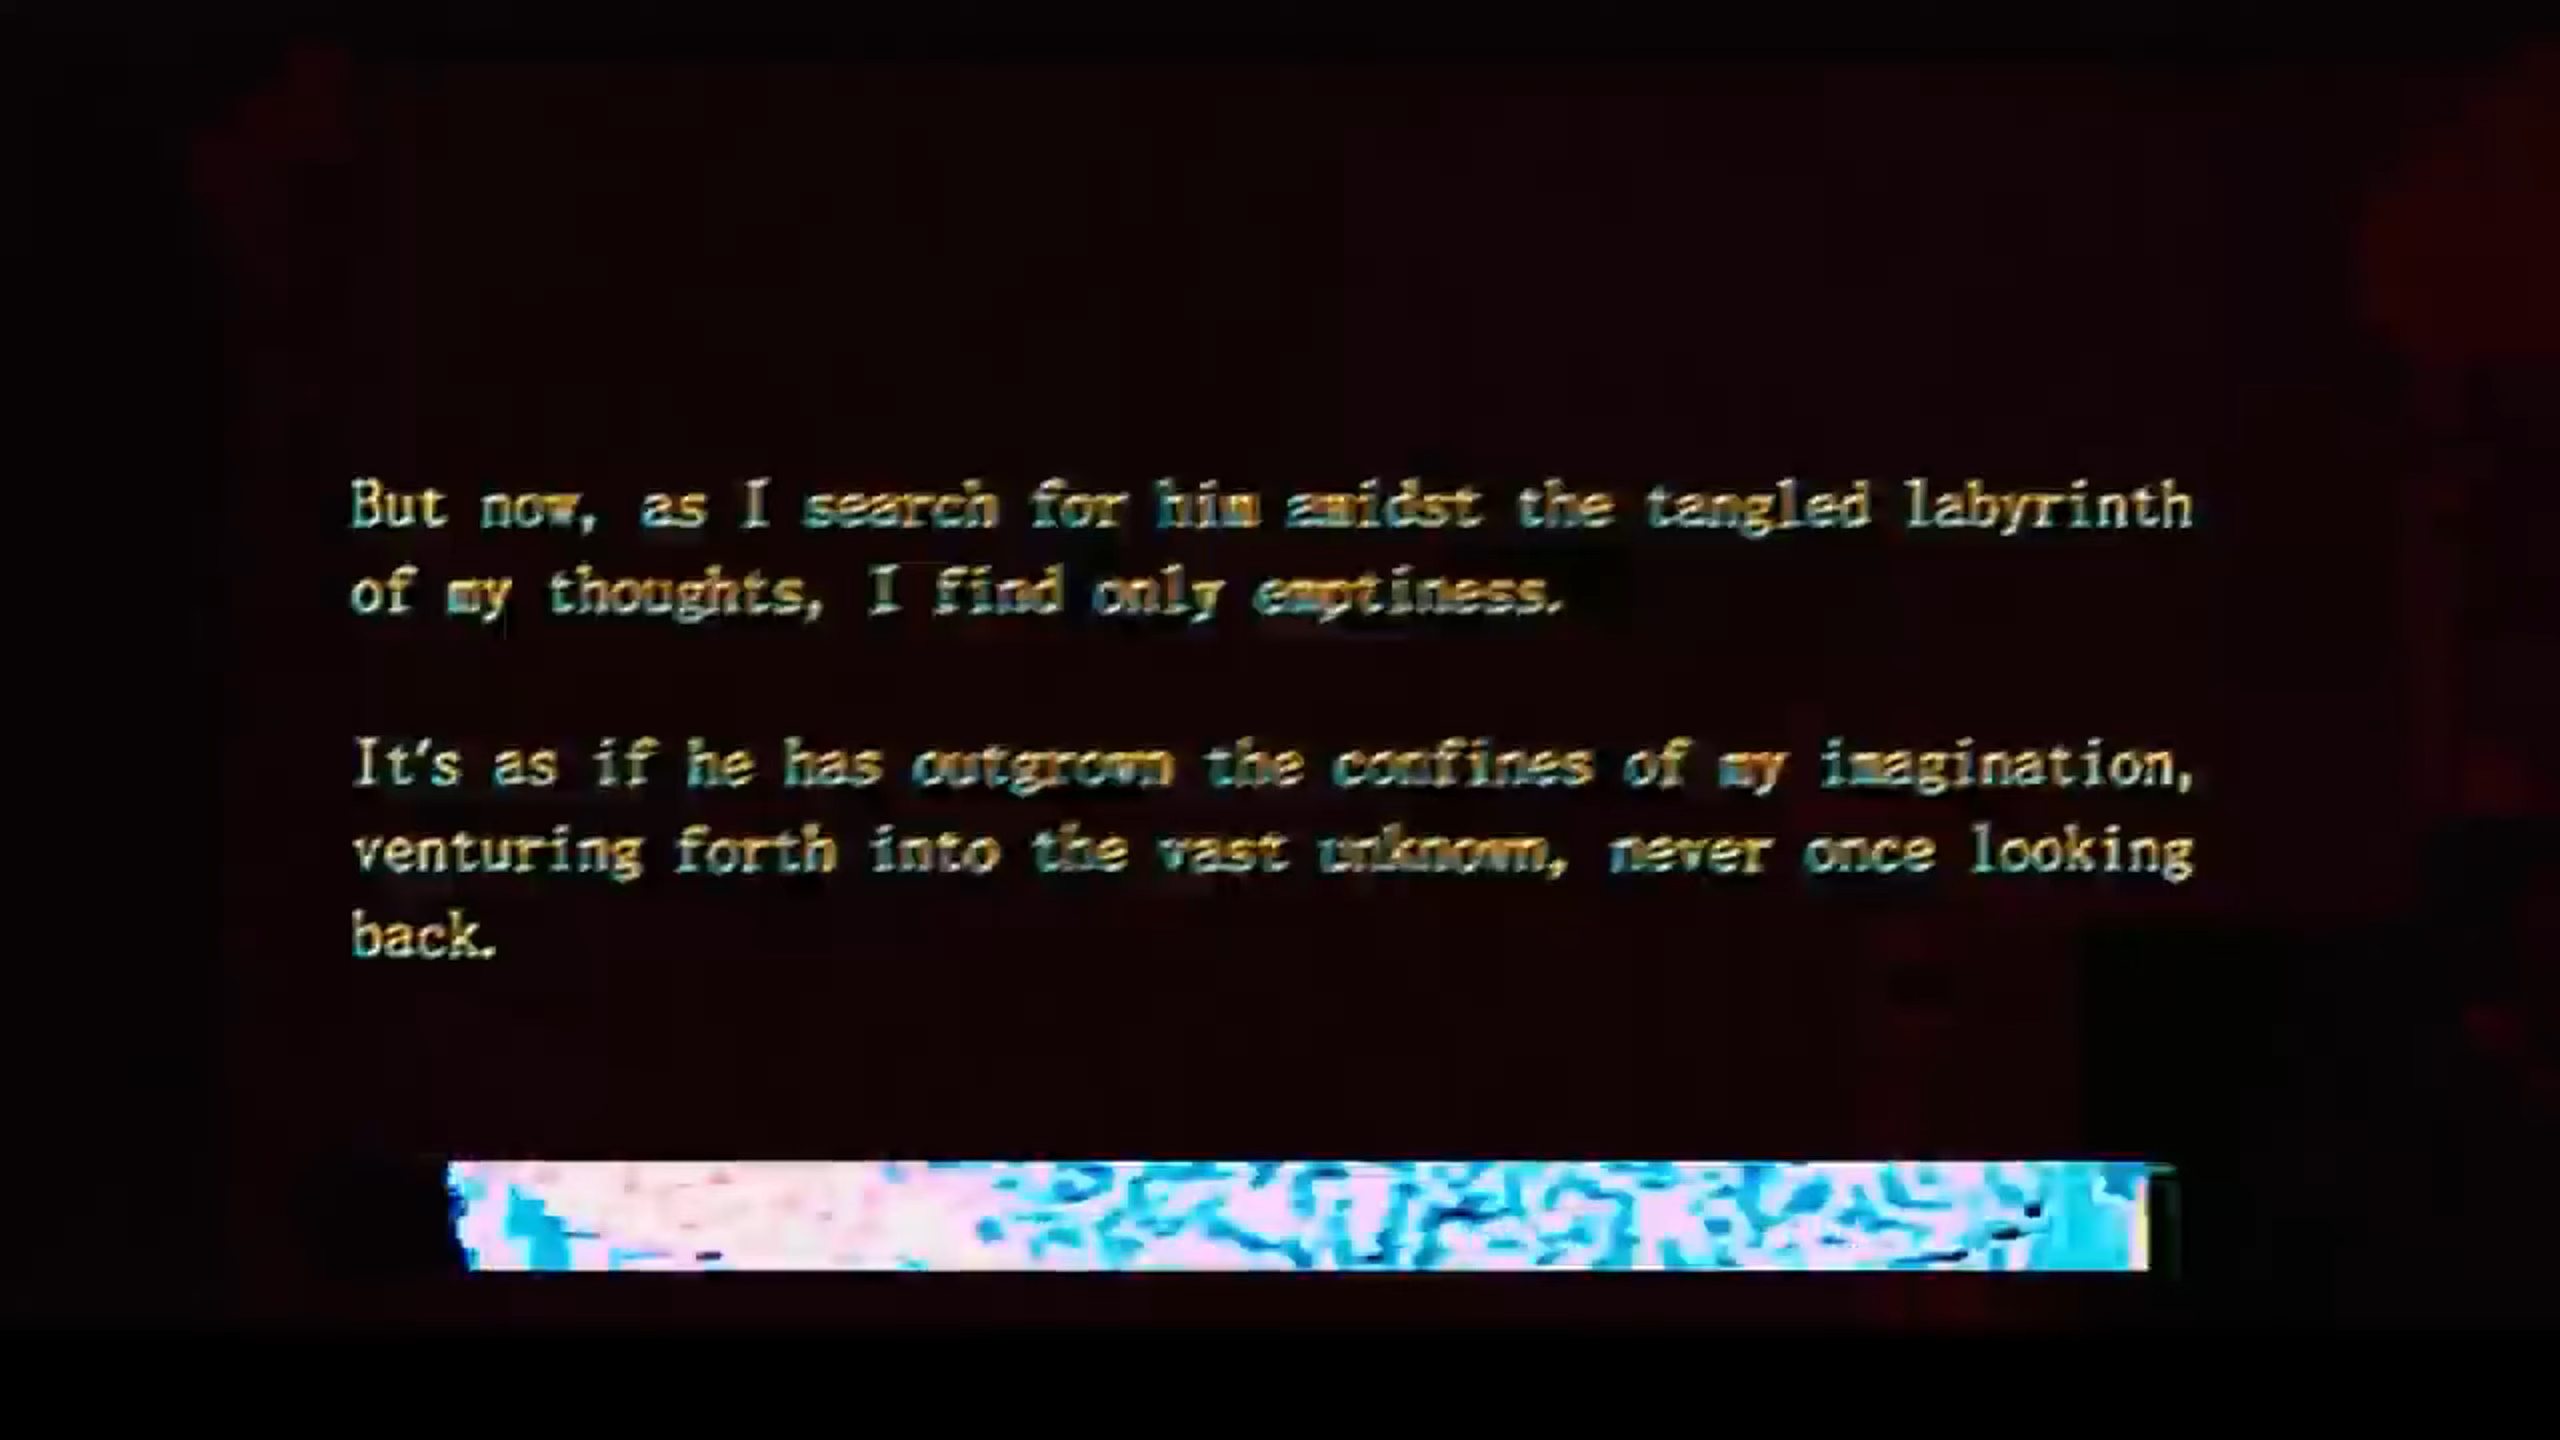 But now, as I search for him amidst the tangled labyrinth
of my thoughts, I find only emptiness.
It's as if he has outgrown the confines of my imagination,
venturing forth into the vast unknown, never once looking
back.